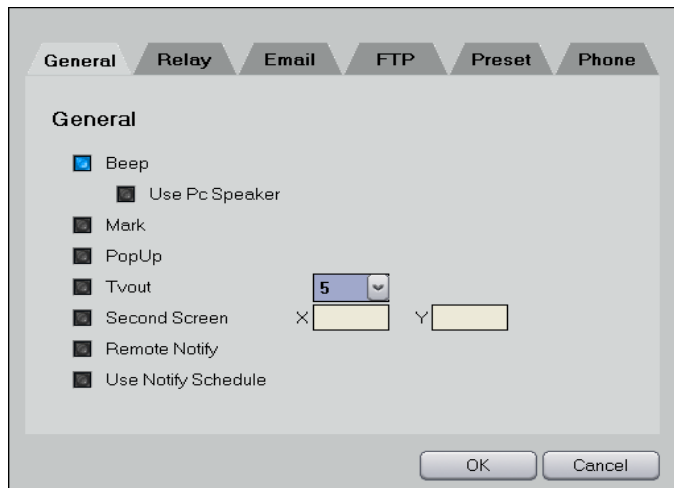 General Relay Email FTP Preset Phone
General
Beep
Use Pc Speaker
Mark
PopUp
Tvout 5
Second Screen X Y
Remote Notify
Use Notify Schedule
OK Cancel